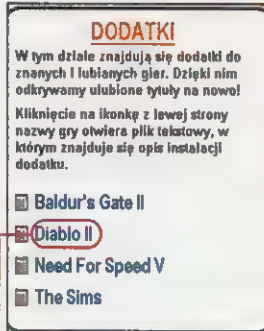 DODATKI
W tym dziale znajdują się dodatki do
znanych i lubianych gier. Dzięki nim
odkrywamy ulubione tytuły na nowo!
Kliknięcie na ikonkę z lewej strony
nazwy gry otwiera plik tekstowy, w
którym znajduje się opis instalacji
dodatku.
Baldur's Gate II
Diablo II
Need For Speed V
The Sims